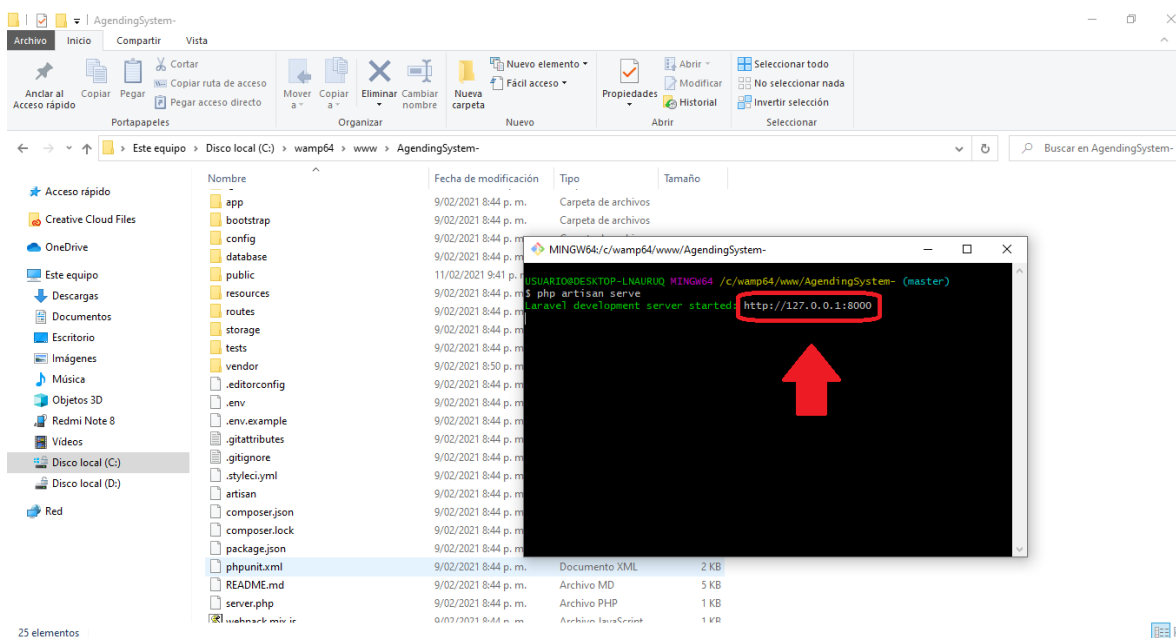 AgendingSystem-
Archivo Inicio Compartir Vista
Anclar al Acceso rápido
Copiar
Pegar
Cortar
Copiar ruta de acceso
Pegar acceso directo
Portapapeles
Mover a
Copiar a
Eliminar
Cambiar nombre
Organizar
Nueva carpeta
Nuevo elemento
Fácil acceso
Nuevo
Propiedades
Abrir
Modificar
Historial
Abrir
Seleccionar todo
No seleccionar nada
Invertir selección
Seleccionar
Este equipo > Disco local (C:) > wamp64 > www > AgendingSystem-
Buscar en AgendingSystem-
Acceso rápido
Creative Cloud Files
OneDrive
Este equipo
Descargas
Documentos
Escritorio
Imágenes
Música
Objetos 3D
Redmi Note 8
Vídeos
Disco local (C:)
Disco local (D:)
Red
Nombre Fecha de modificación Tipo Tamaño
app 9/02/2021 8:44 p. m. Carpeta de archivos
bootstrap 9/02/2021 8:44 p. m. Carpeta de archivos
config 9/02/2021 8:44 p. m
database 9/02/2021 8:44 p. m
public 11/02/2021 9:41 p.
resources 9/02/2021 8:44 p. m
routes 9/02/2021 8:44 p. m
storage 9/02/2021 8:44 p. m
tests 9/02/2021 8:44 p. m
vendor 9/02/2021 8:50 p. m
.editorconfig 9/02/2021 8:44 p. m
.env 9/02/2021 8:44 p. m
.env.example 9/02/2021 8:44 p. m
.gitattributes 9/02/2021 8:44 p. m
.gitignore 9/02/2021 8:44 p. m
.styleci.yml 9/02/2021 8:44 p. m
artisan 9/02/2021 8:44 p. m
composer.json 9/02/2021 8:44 p. m
composer.lock 9/02/2021 8:44 p. m
package.json 9/02/2021 8:44 p. m
phpunit.xml 9/02/2021 8:44 p. m. Documento XML 2 KB
README.md 9/02/2021 8:44 p. m. Archivo MD 5 KB
server.php 9/02/2021 8:44 p. m. Archivo PHP 1 KB
webpack.mix.js 9/02/2021 8:44 p. m. Archivo JavaScript 1 KB
MINGW64:/c/wamp64/www/AgendingSystem-
USUARIO@DESKTOP-LNAURUQ MINGW64 /c/wamp64/www/AgendingSystem- (master)
$ php artisan serve
Laravel development server started: http://127.0.0.1:8000
25 elementos